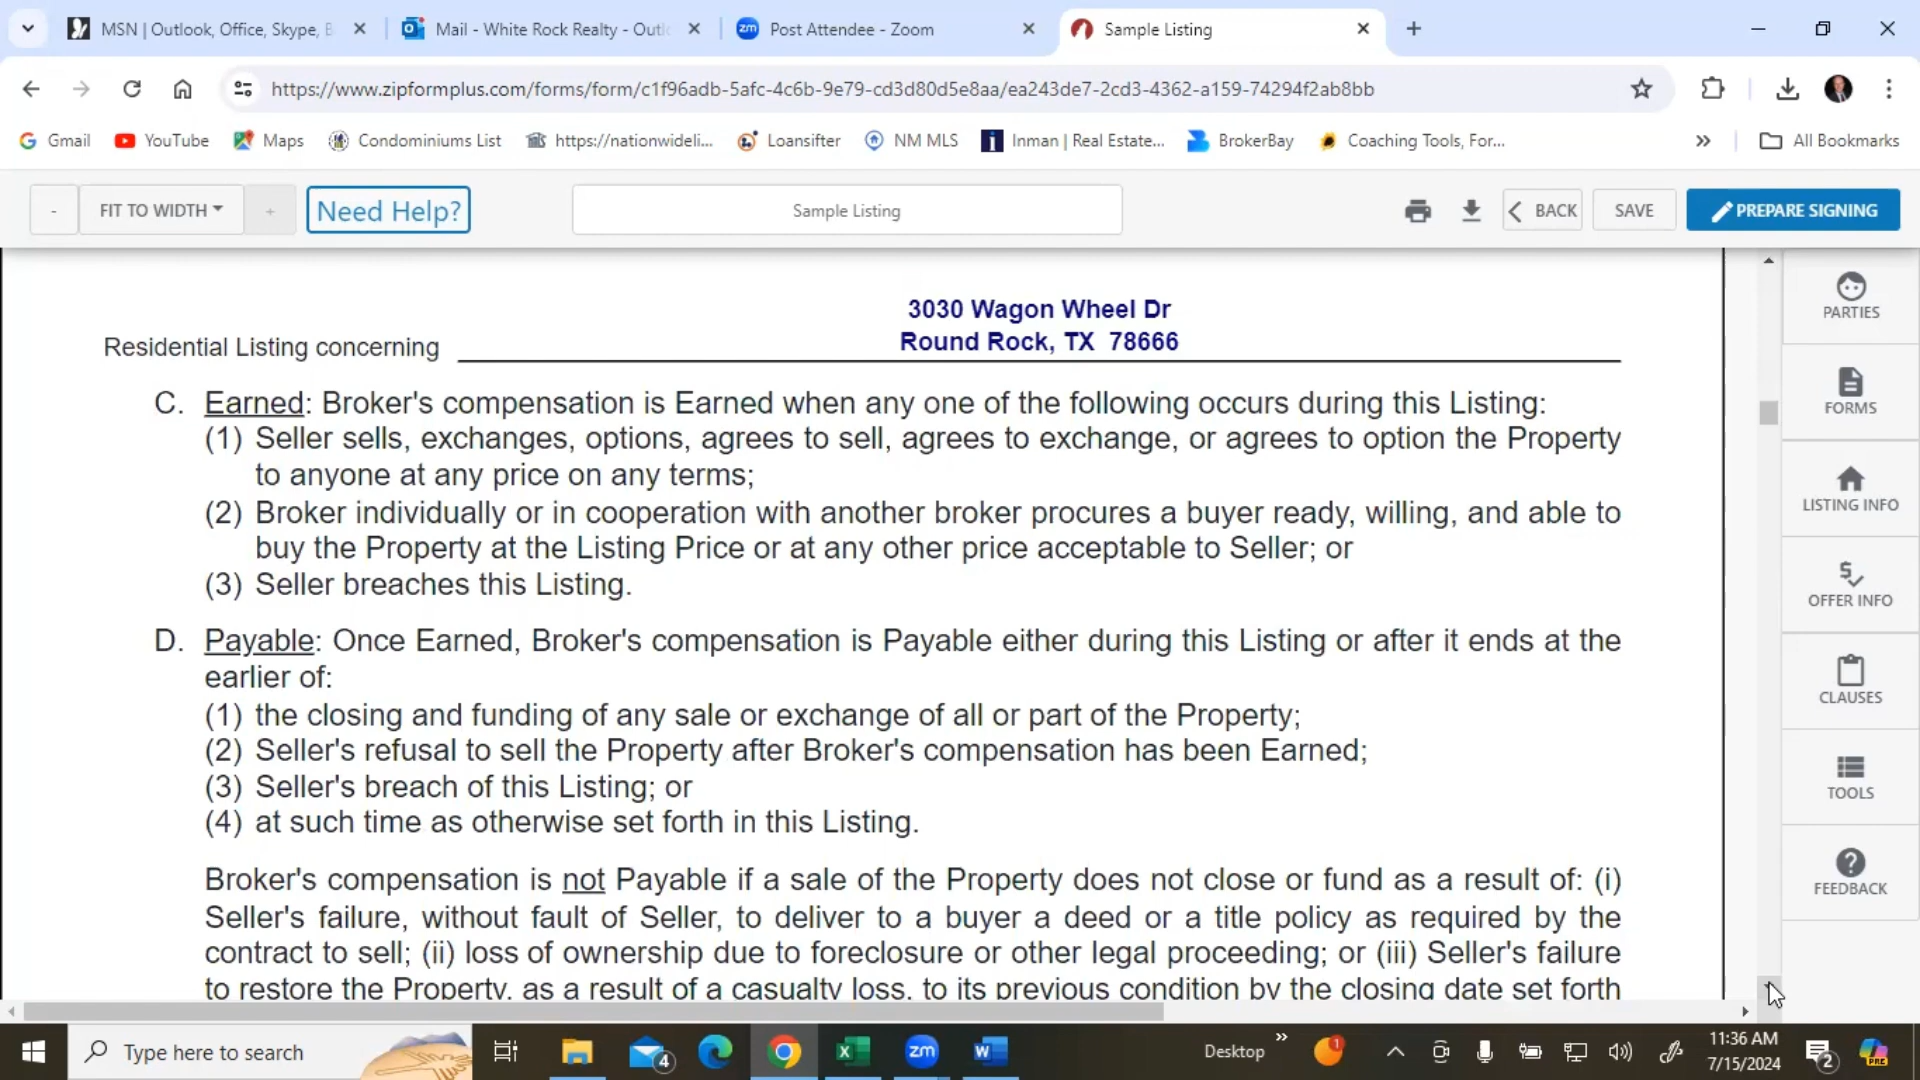 MSN | Outlook, Office, Skype, B
Mail - White Rock Realty - Outlo
zm Post Attendee - Zoom
Sample Listing
https://www.zipformplus.com/forms/form/c1f96adb-5afc-4c6b-9e79-cd3d80d5e8aa/ea243de7-2cd3-4362-a159-74294f2ab8bb
Gmail YouTube Maps Condominiums List https://nationwideli... Loansifter NM MLS Inman | Real Estate... BrokerBay Coaching Tools, For... » All Bookmarks
- FIT TO WIDTH + Need Help? Sample Listing BACK SAVE PREPARE SIGNING
3030 Wagon Wheel Dr
Round Rock, TX 78666
Residential Listing concerning
C. Earned: Broker's compensation is Earned when any one of the following occurs during this Listing:
(1) Seller sells, exchanges, options, agrees to sell, agrees to exchange, or agrees to option the Property
to anyone at any price on any terms;
(2) Broker individually or in cooperation with another broker procures a buyer ready, willing, and able to
buy the Property at the Listing Price or at any other price acceptable to Seller; or
(3) Seller breaches this Listing.
D. Payable: Once Earned, Broker's compensation is Payable either during this Listing or after it ends at the
earlier of:
(1) the closing and funding of any sale or exchange of all or part of the Property;
(2) Seller's refusal to sell the Property after Broker's compensation has been Earned;
(3) Seller's breach of this Listing; or
(4) at such time as otherwise set forth in this Listing.
Broker's compensation is not Payable if a sale of the Property does not close or fund as a result of: (i)
Seller's failure, without fault of Seller, to deliver to a buyer a deed or a title policy as required by the
contract to sell; (ii) loss of ownership due to foreclosure or other legal proceeding; or (iii) Seller's failure
to restore the Property, as a result of a casualty loss, to its previous condition by the closing date set forth
PARTIES
FORMS
LISTING INFO
OFFER INFO
CLAUSES
TOOLS
FEEDBACK
Type here to search
4
zm
Desktop »
1
11:36 AM
7/15/2024
2
PRE